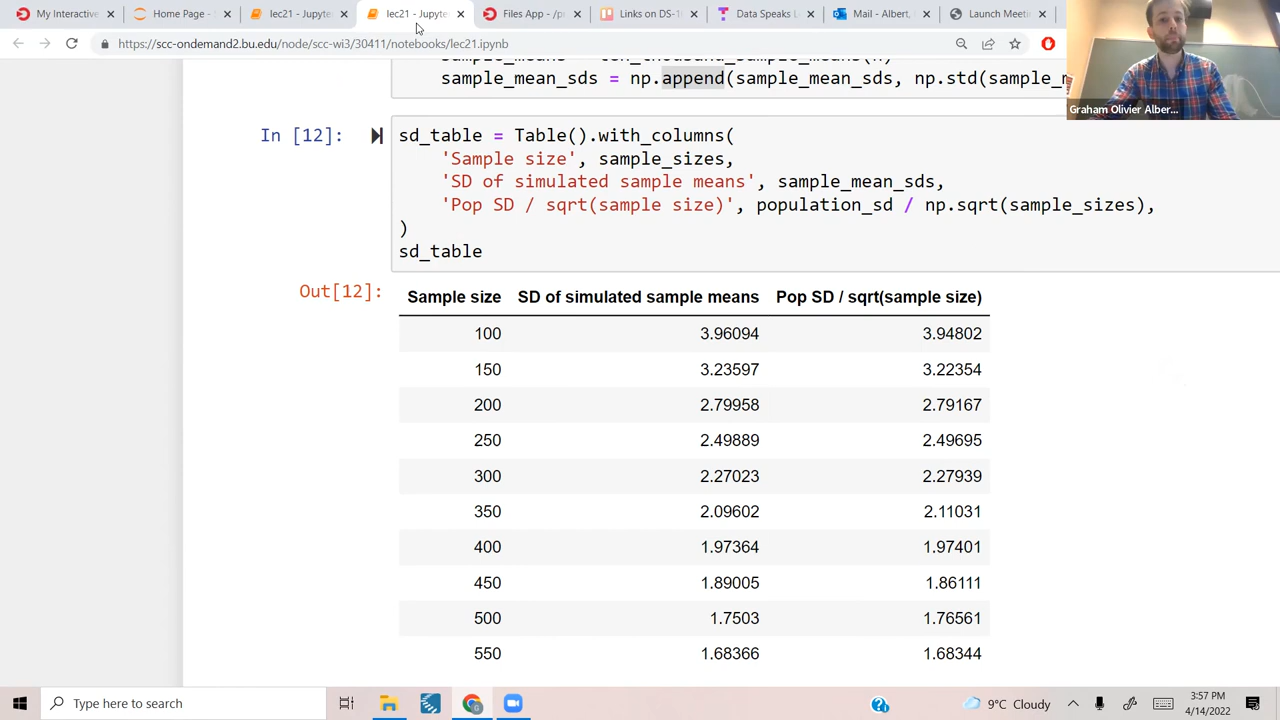 My Interactive
Home Page - S
lec21 - Jupyte
lec21 - Jupyte
Files App - /p
Links on DS-1
Data Speaks L
Mail - Albert,
Launch Meetin
https://scc-ondemand2.bu.edu/node/scc-wi3/30411/notebooks/lec21.ipynb
Graham Olivier Alber...
sample_mean_sds = np.append(sample_mean_sds, np.std(sample_m
In [12]:
sd_table = Table().with_columns(
'Sample size', sample_sizes,
'SD of simulated sample means', sample_mean_sds,
'Pop SD / sqrt(sample size)', population_sd / np.sqrt(sample_sizes),
)
sd_table
Out[12]:
Sample size SD of simulated sample means Pop SD / sqrt(sample size)
100 3.96094 3.94802
150 3.23597 3.22354
200 2.79958 2.79167
250 2.49889 2.49695
300 2.27023 2.27939
350 2.09602 2.11031
400 1.97364 1.97401
450 1.89005 1.86111
500 1.7503 1.76561
550 1.68366 1.68344
Type here to search
9°C Cloudy
3:57 PM
4/14/2022